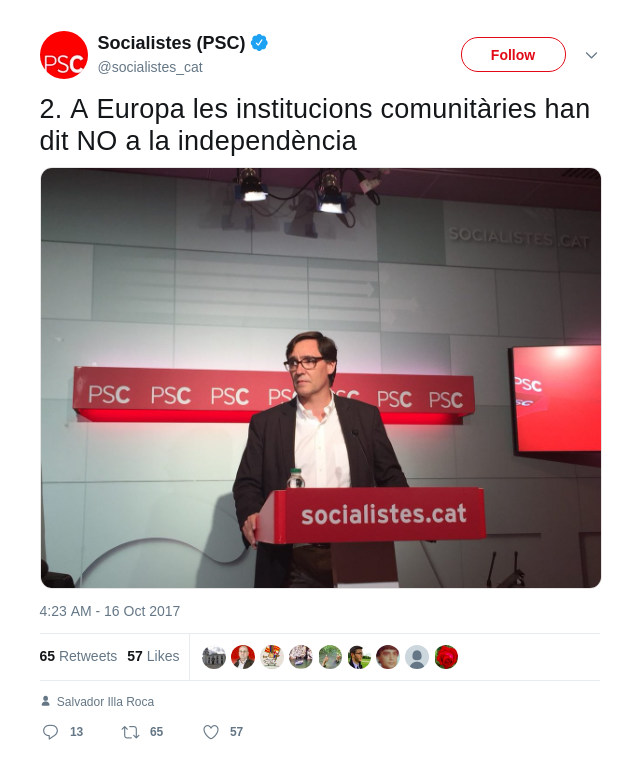 PSC
Socialistes (PSC)
@socialistes_cat
Follow
2. A Europa les institucions comunitàries han
dit NO a la independència
SOCIALISTES.CAT
PSC PSC PSC PSC PSC PSC PSC
PSC
socialistes.cat
4:23 AM - 16 Oct 2017
65 Retweets 57 Likes
Salvador Illa Roca
13 65 57